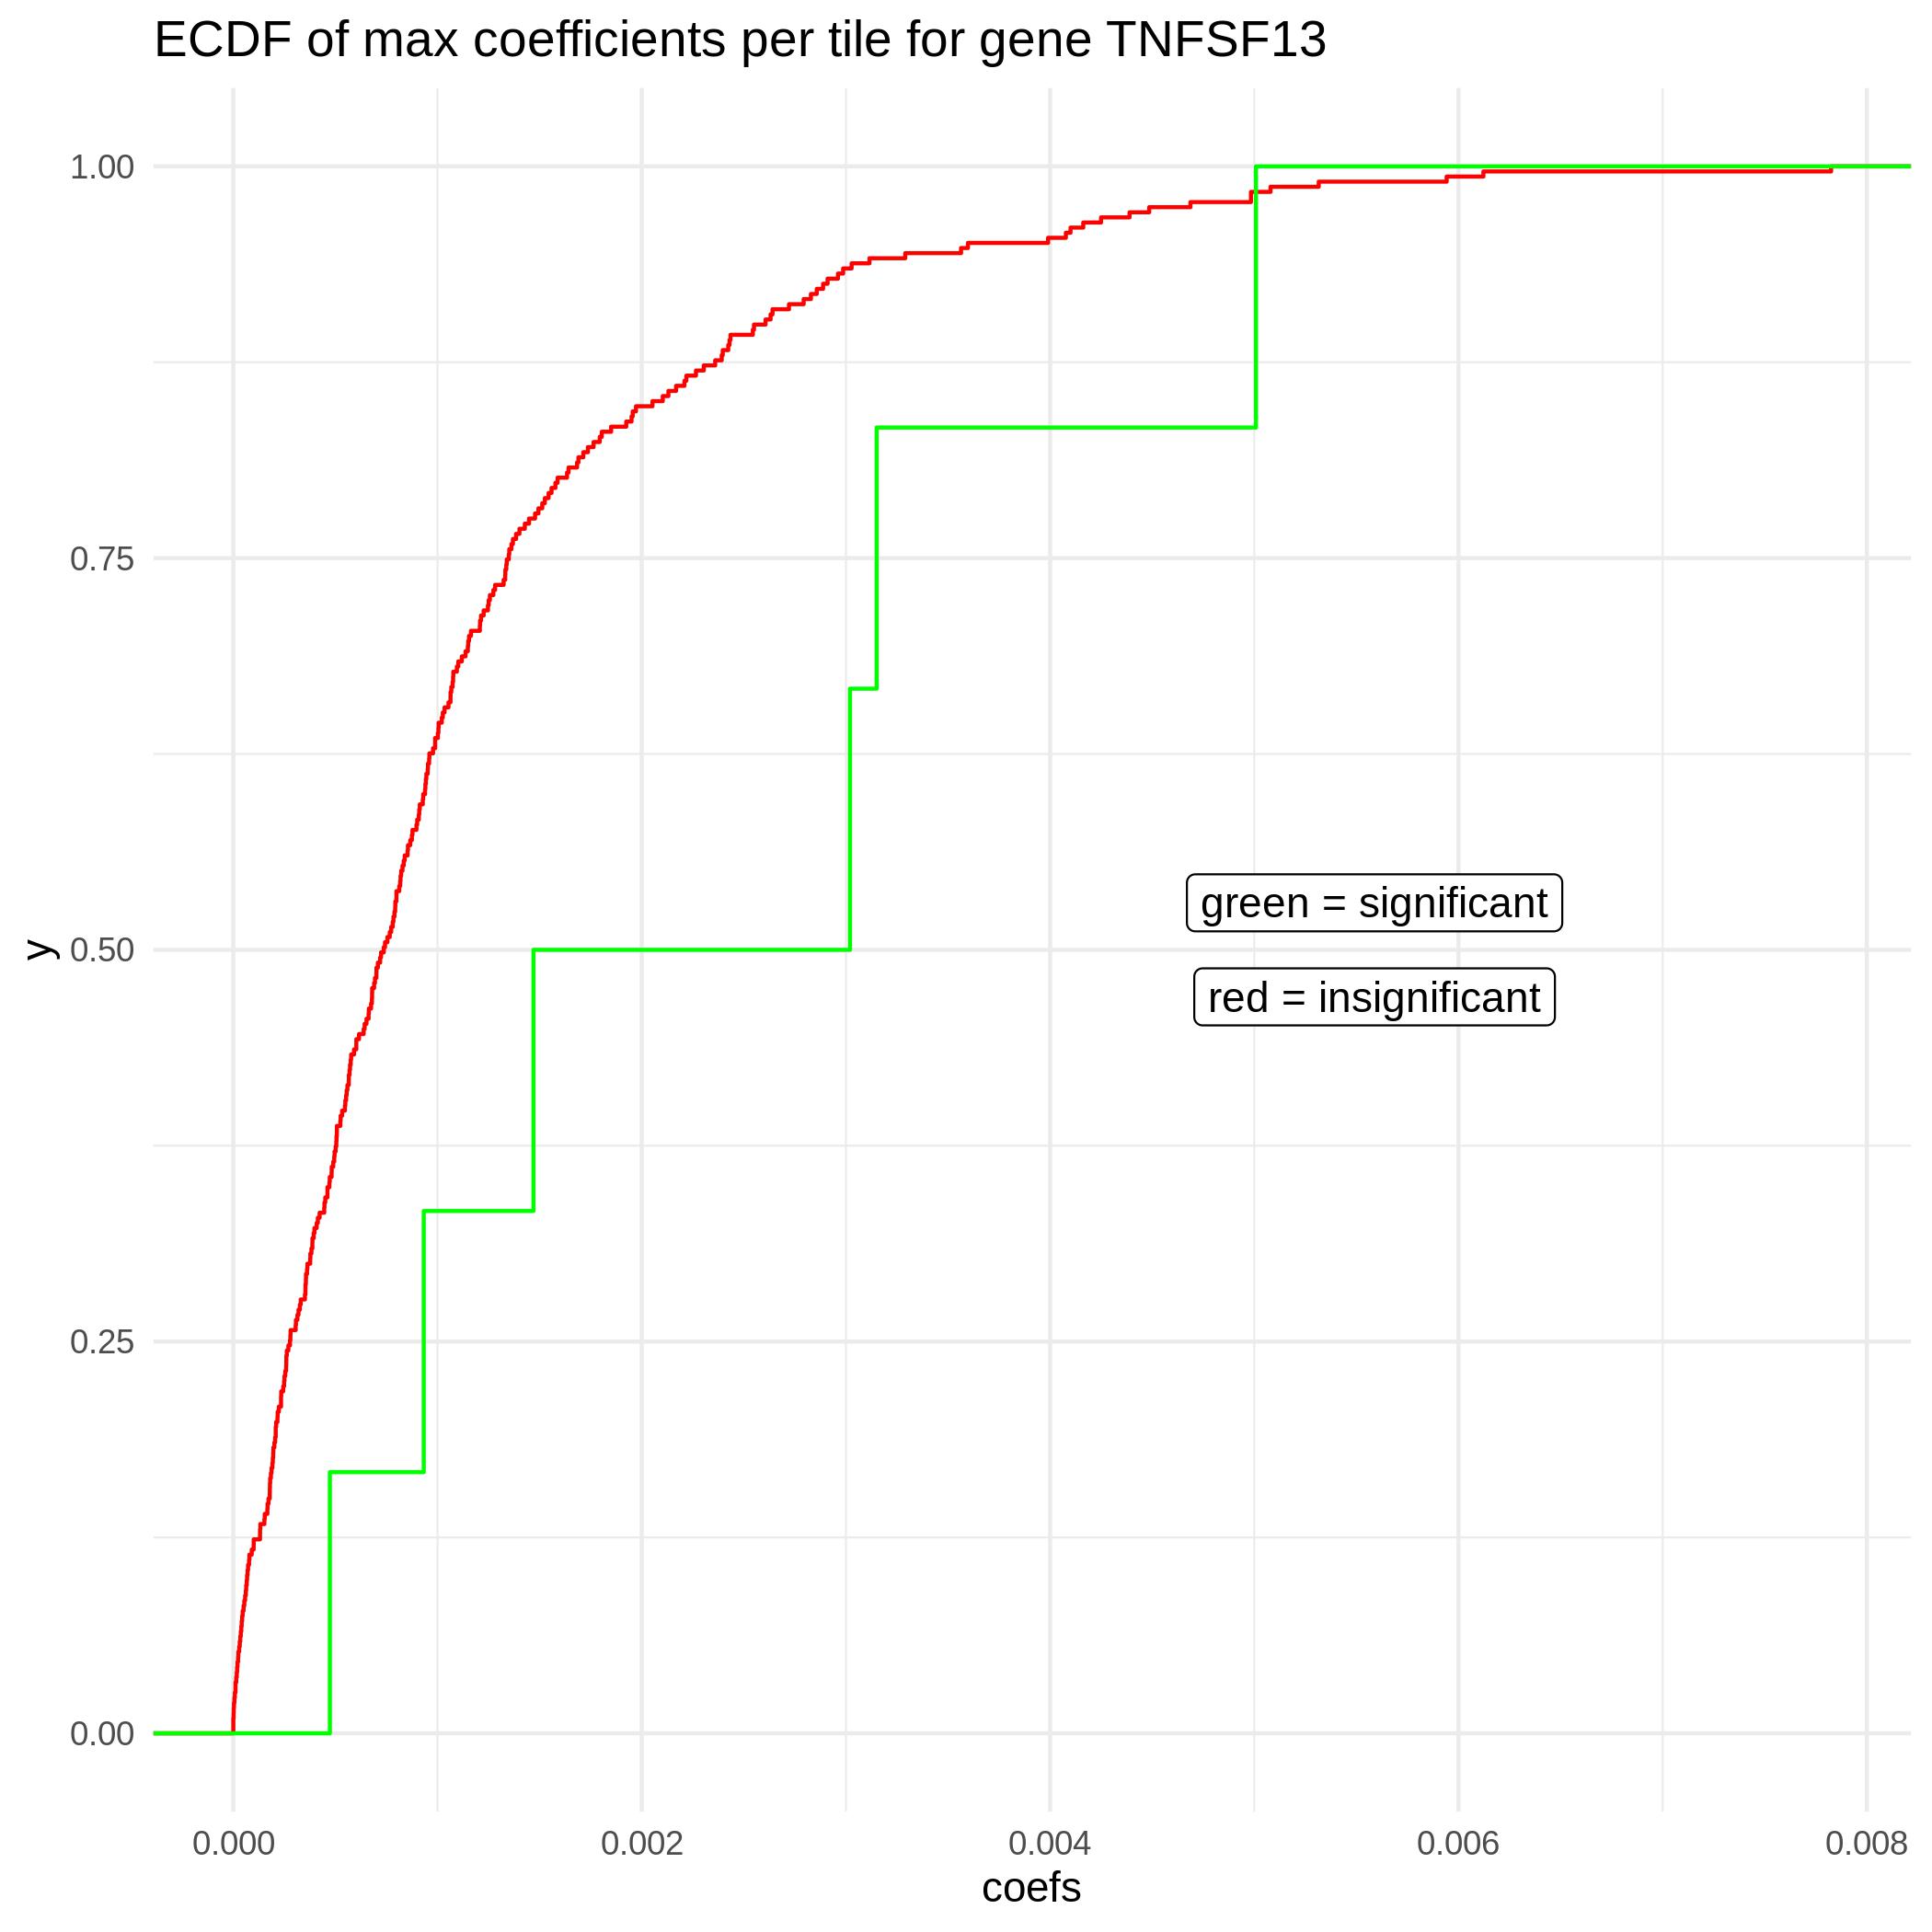 ECDF of max coefficients per tile for gene TNFSF13
1.00
0.75
0.50
0.25
0.00
y
green = significant
red = insignificant
0.000
0.002
0.004
0.006
0.008
coefs